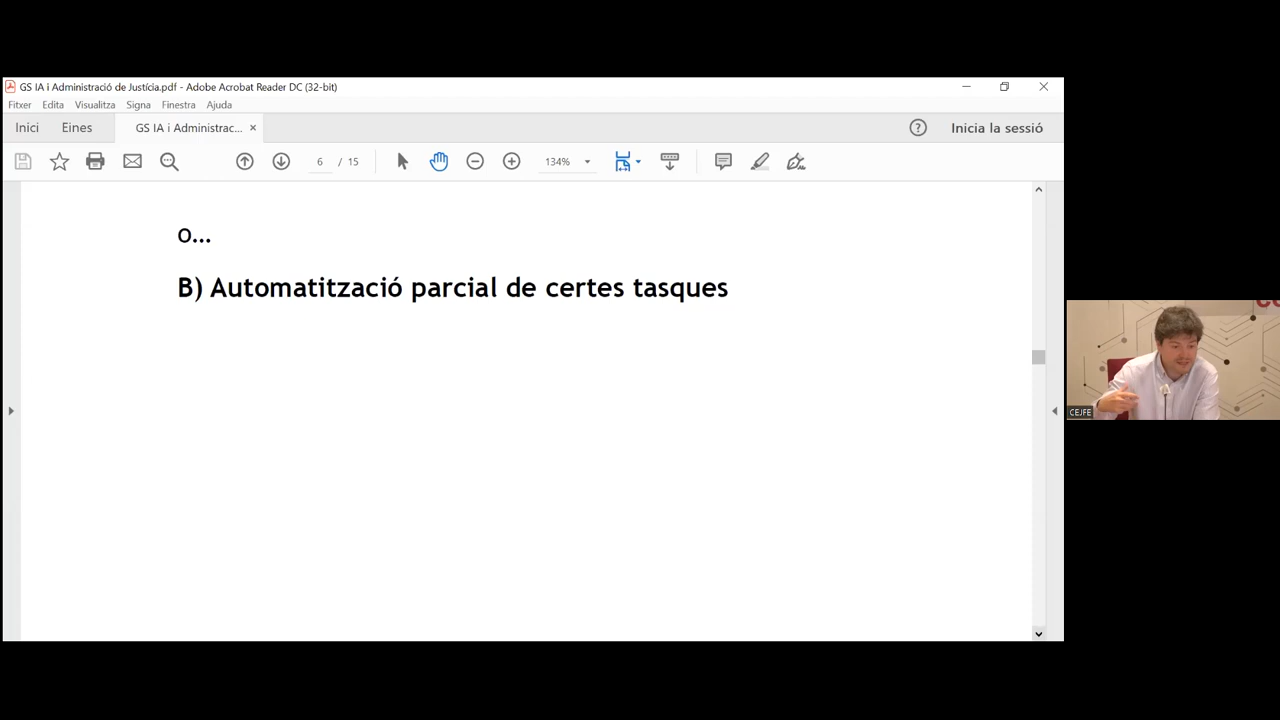 GS IA i Administració de Justícia.pdf - Adobe Acrobat Reader DC (32-bit)
Fitxer Edita Visualitza Signa Finestra Ajuda
Inici Eines GS IA i Administrac... × Inicia la sessió
6 / 15 134%
o...
B) Automatització parcial de certes tasques
CEJFE